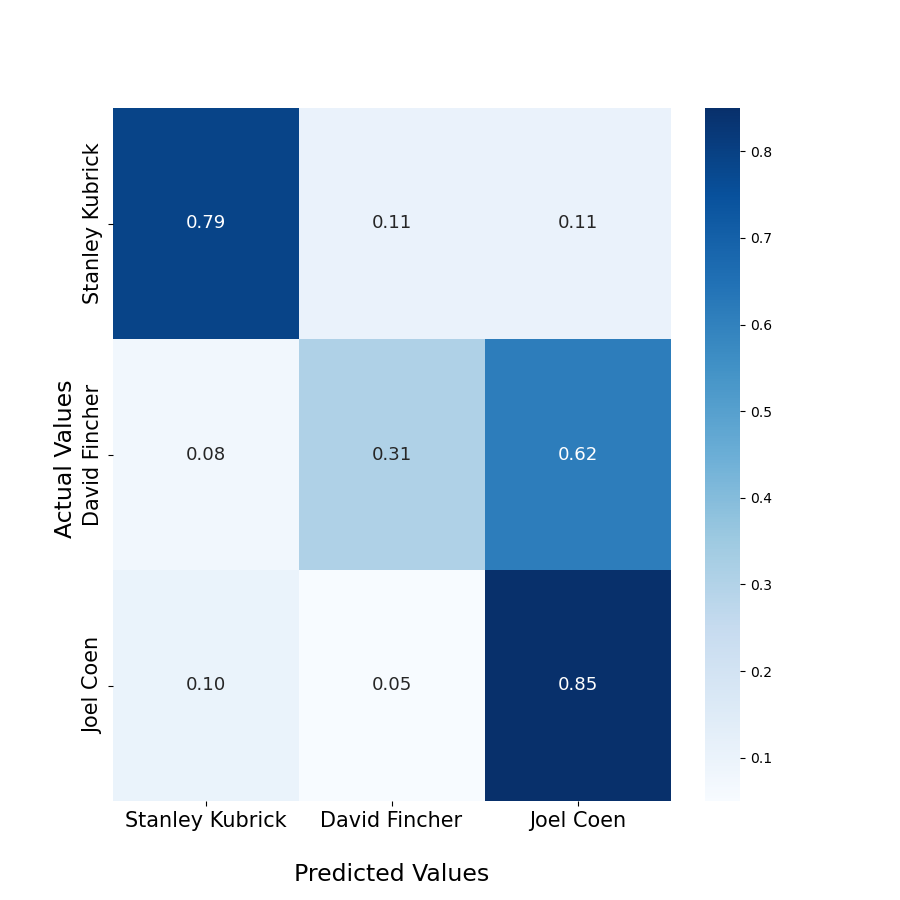 Actual Values
Stanley Kubrick
0.79 0.11 0.11
David Fincher
0.08 0.31 0.62
Joel Coen
0.10 0.05 0.85
Stanley Kubrick David Fincher Joel Coen
Predicted Values
0.8
0.7
0.6
0.5
0.4
0.3
0.2
0.1